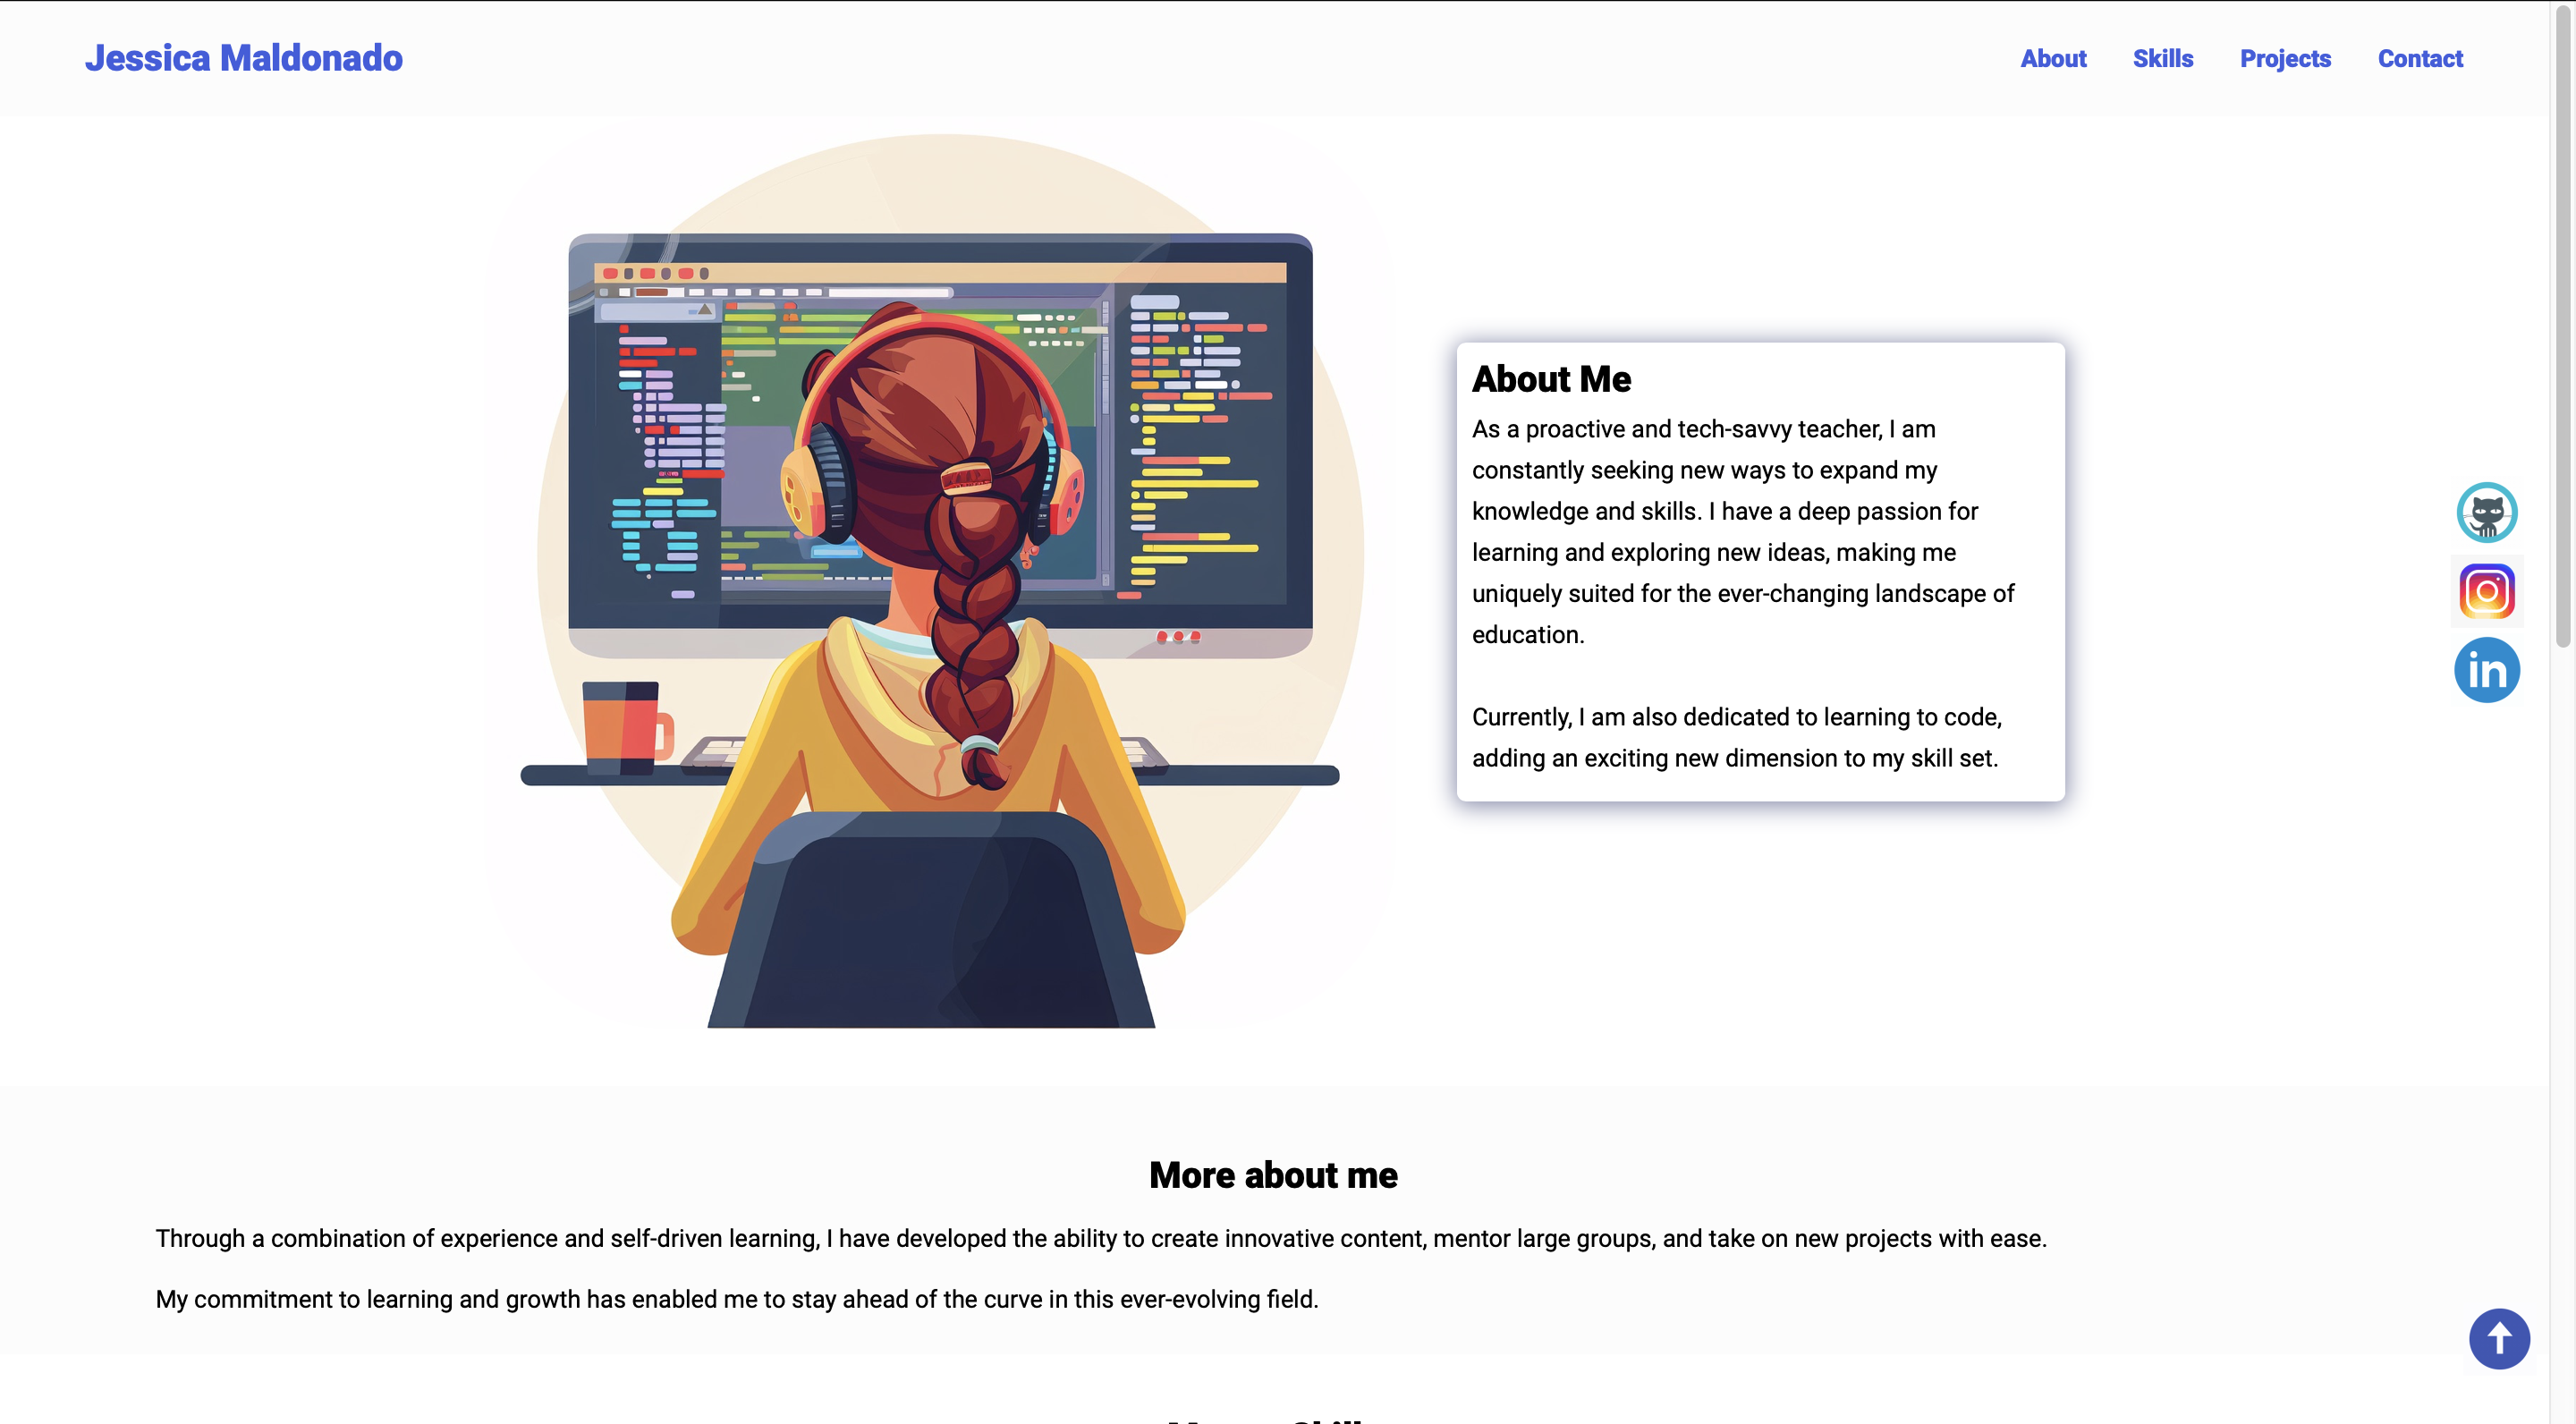 Jessica Maldonado
About Skills Projects Contact
About Me
As a proactive and tech-savvy teacher, I am
constantly seeking new ways to expand my
knowledge and skills. I have a deep passion for
learning and exploring new ideas, making me
uniquely suited for the ever-changing landscape of
education.
Currently, I am also dedicated to learning to code,
adding an exciting new dimension to my skill set.
in
More about me
Through a combination of experience and self-driven learning, I have developed the ability to create innovative content, mentor large groups, and take on new projects with ease.
My commitment to learning and growth has enabled me to stay ahead of the curve in this ever-evolving field.